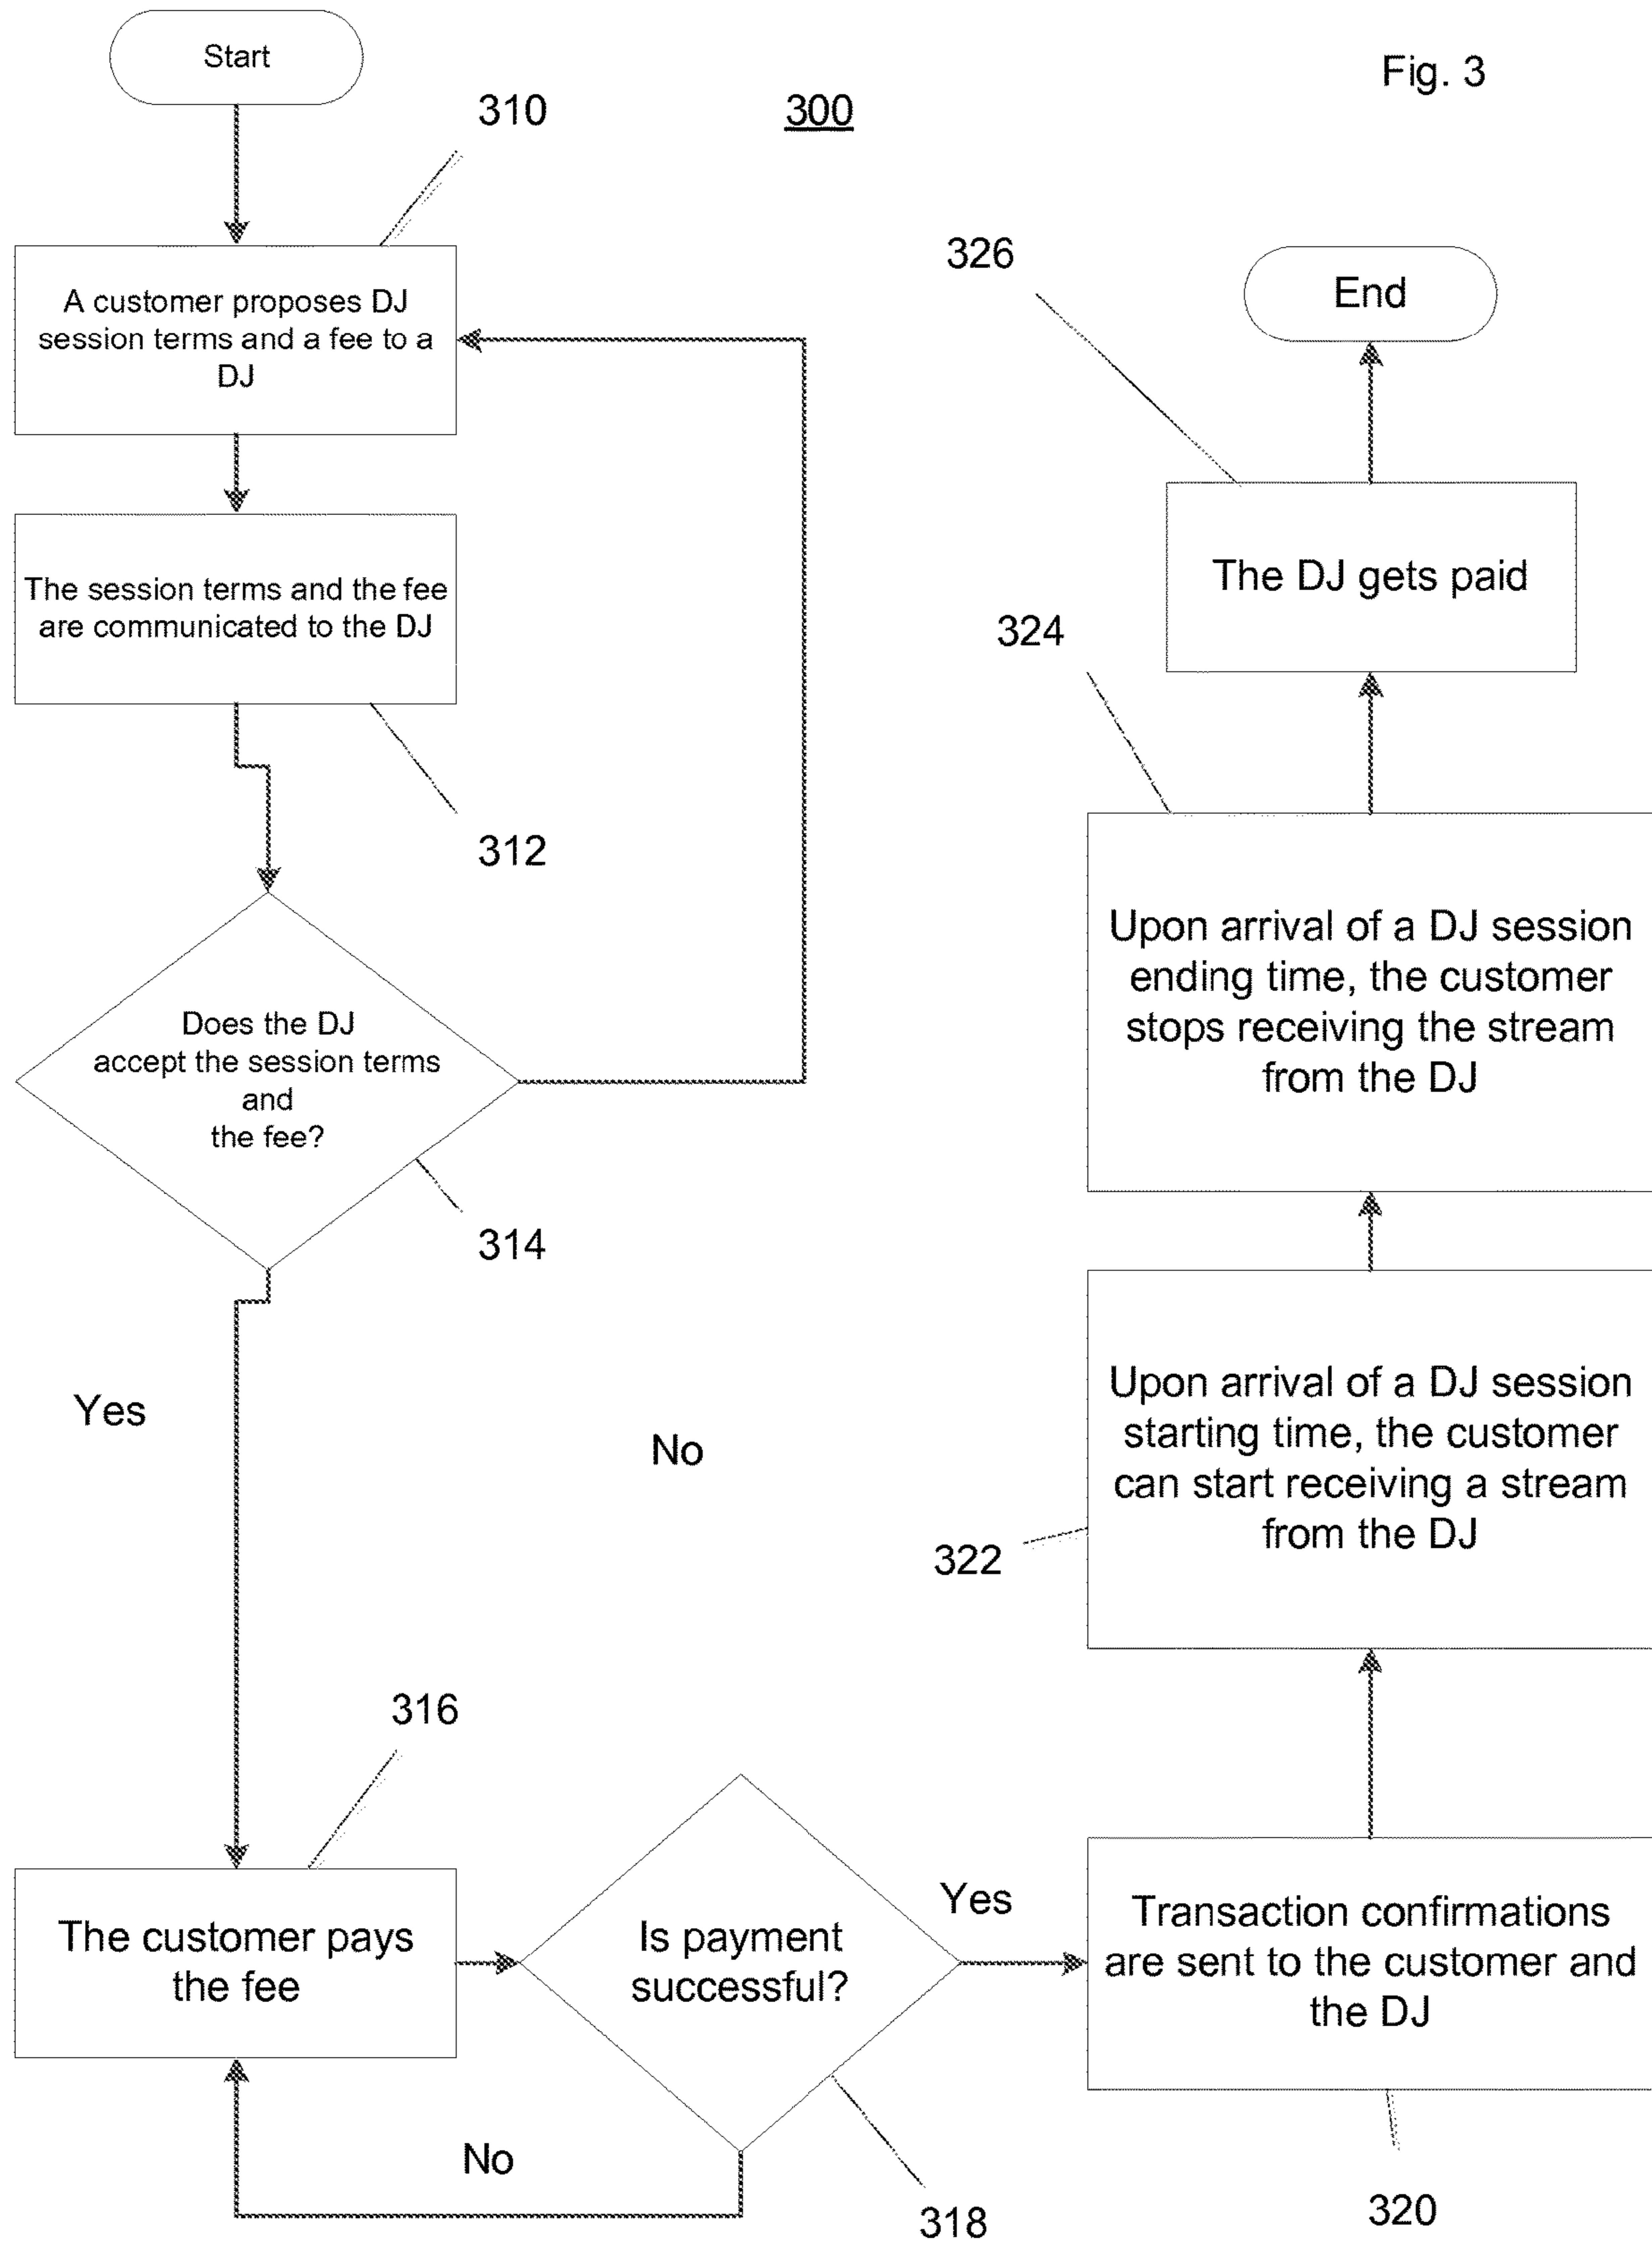 Start
Fig. 3
300
310
A customer proposes DJ
session terms and a fee to a
DJ
The session terms and the fee
are communicated to the DJ
312
Does the DJ
accept the session terms
and
the fee?
314
Yes
No
316
The customer pays
the fee
Is payment
successful?
318
No
Yes
Transaction confirmations
are sent to the customer and
the DJ
320
Upon arrival of a DJ session
starting time, the customer
can start receiving a stream
from the DJ
322
Upon arrival of a DJ session
ending time, the customer
stops receiving the stream
from the DJ
324
The DJ gets paid
326
End